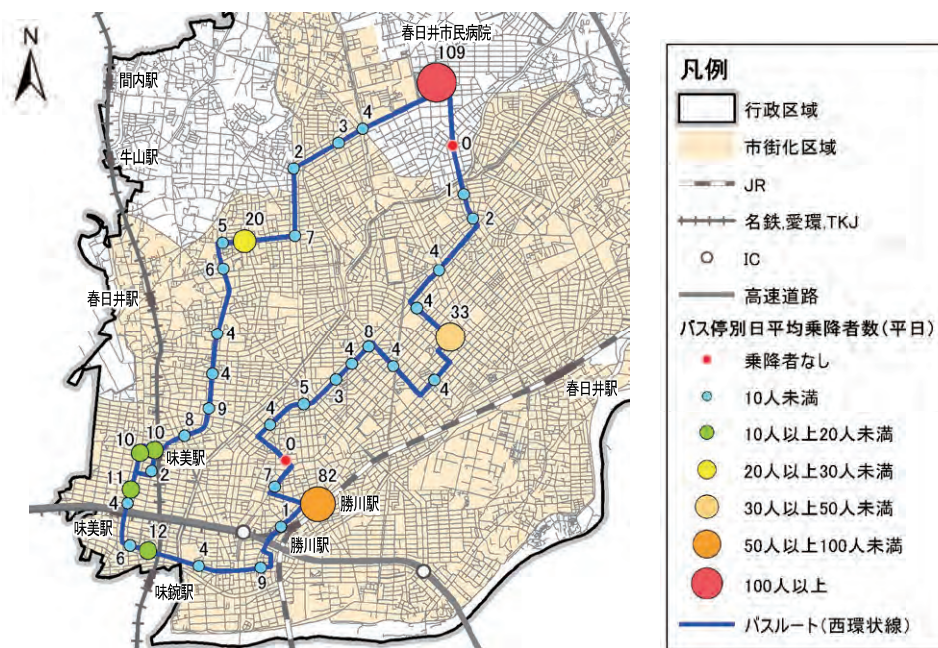 N
春日井市民病院
109
間内駅
4
3
0
牛山駅
2
1
2
20
5
7
6
4
春日井駅
4
33
8
4
4
4
4
4
春日井駅
3
5
9
4
8
10
10
味美駅
0
2
11
7
82
4
勝川駅
味美駅
12
1
勝川駅
6
4
9
味鋺駅
凡例
行政区域
市街化区域
JR
名鉄,愛環,TKJ
IC
高速道路
バス停別日平均乗降者数(平日)
乗降者なし
10人未満
10人以上20人未満
20人以上30人未満
30人以上50人未満
50人以上100人未満
100人以上
バスルート(西環状線)